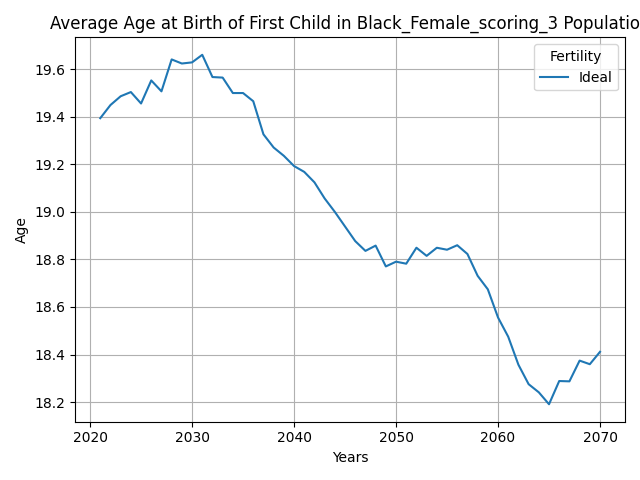 Average Age at Birth of First Child in Black_Female_scoring_3 Populatio
Fertility
Ideal
19.6
19.4
19.2
19.0
18.8
18.6
18.4
18.2
Age
2020 2030 2040 2050 2060 2070
Years